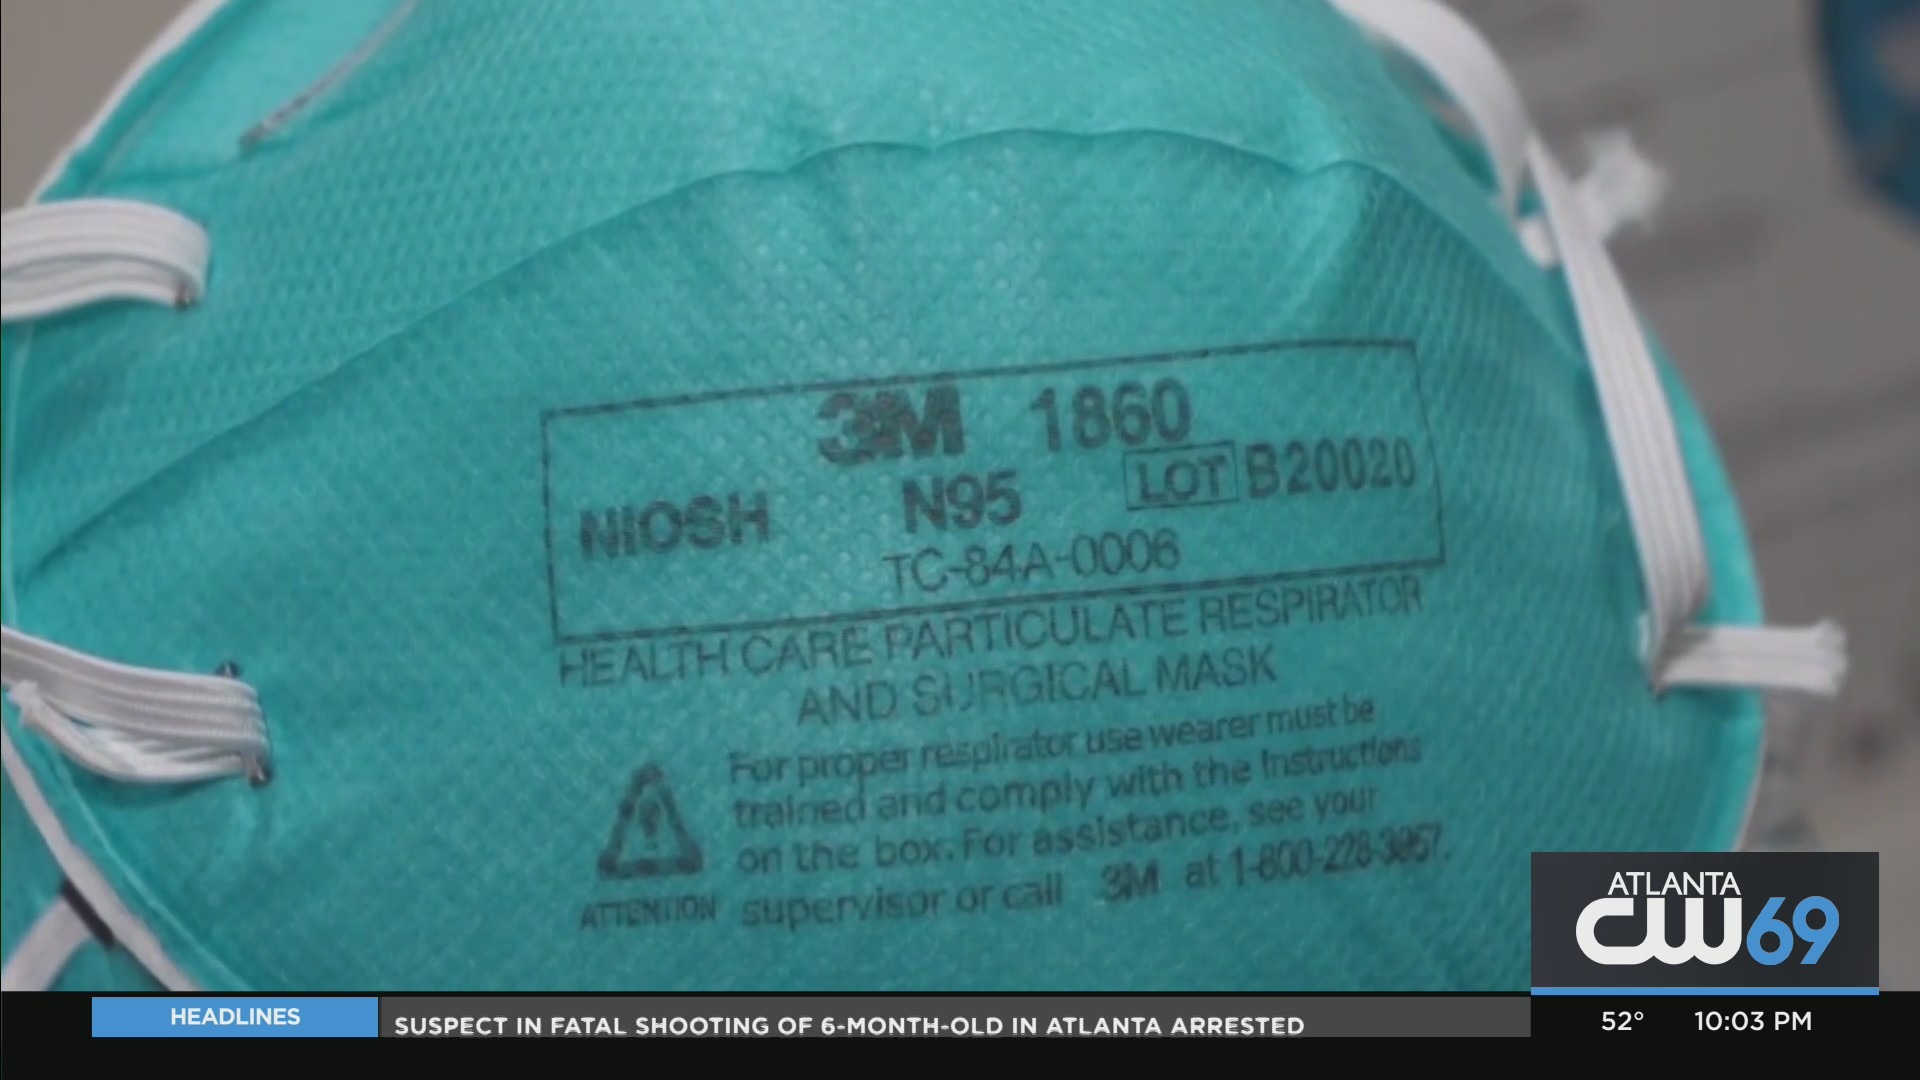 3M 1860
NIOSH N95 LOT B20020
TC-84A-0006
HEALTH CARE PARTICULATE RESPIRATOR
AND SURGICAL MASK
For proper respirator use wearer must be
trained and comply with the instructions
on the box. For assistance, see your
ATTENTION supervisor or call 3M at 1-800-228-3957.
ATLANTA
CW69
HEADLINES SUSPECT IN FATAL SHOOTING OF 6-MONTH-OLD IN ATLANTA ARRESTED 52° 10:03 PM